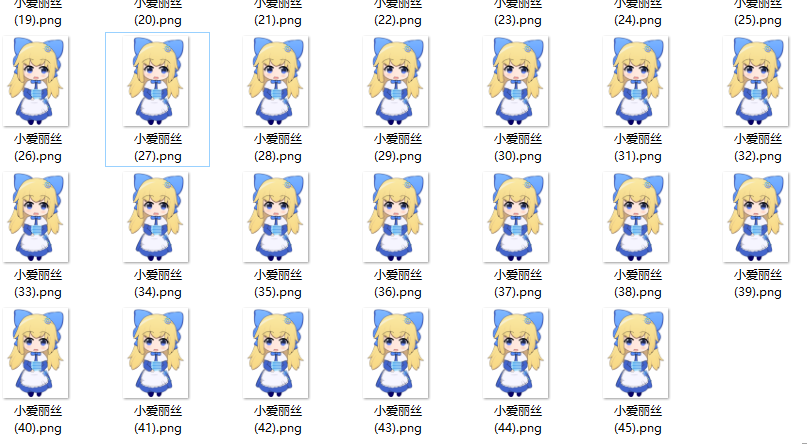 小爱丽丝
小爱丽丝
小爱丽丝
小爱丽丝
小爱丽丝
小爱丽丝
小爱丽丝
(19).png
(20).png
(21).png
(22).png
(23).png
(24).png
(25).png
小爱丽丝
(26).png
小爱丽丝
(27).png
小爱丽丝
(28).png
小爱丽丝
(29).png
小爱丽丝
(30).png
小爱丽丝
(31).png
小爱丽丝
(32).png
小爱丽丝
(33).png
小爱丽丝
(34).png
小爱丽丝
(35).png
小爱丽丝
(36).png
小爱丽丝
(37).png
小爱丽丝
(38).png
小爱丽丝
(39).png
小爱丽丝
(40).png
小爱丽丝
(41).png
小爱丽丝
(42).png
小爱丽丝
(43).png
小爱丽丝
(44).png
小爱丽丝
(45).png